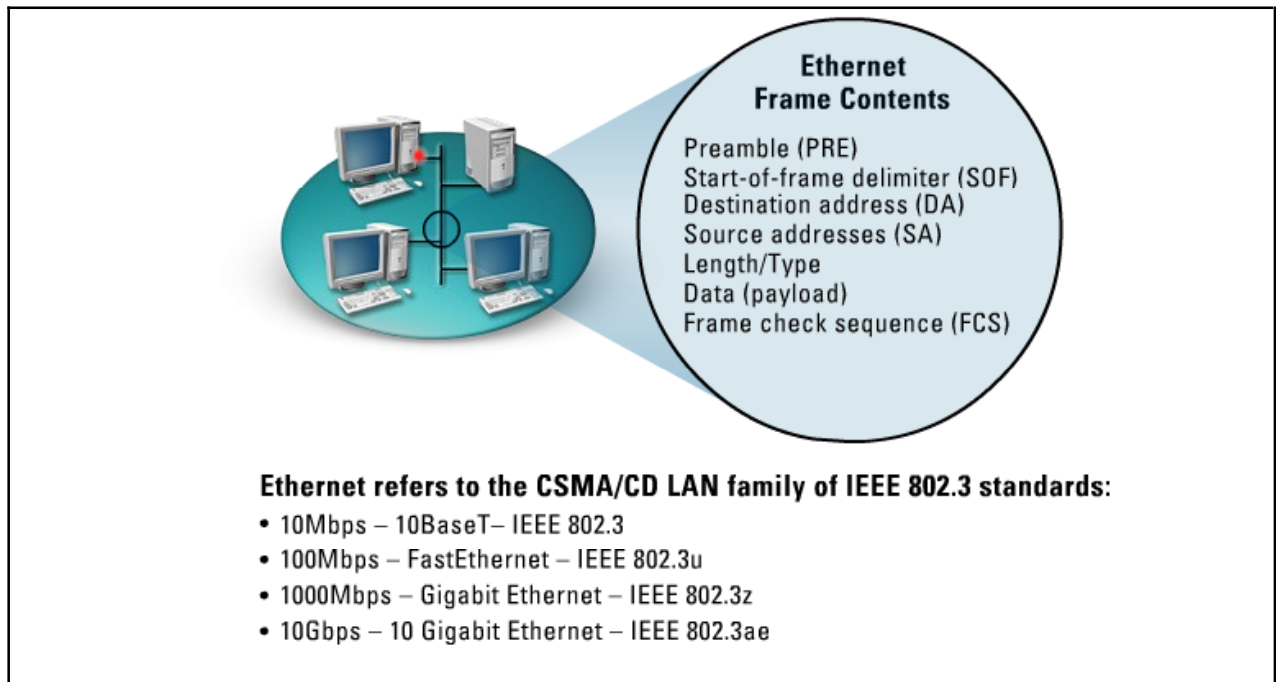 Ethernet
Frame Contents
Preamble (PRE)
Start-of-frame delimiter (SOF)
Destination address (DA)
Source addresses (SA)
Length/Type
Data (payload)
Frame check sequence (FCS)
Ethernet refers to the CSMA/CD LAN family of IEEE 802.3 standards:
• 10Mbps – 10BaseT– IEEE 802.3
• 100Mbps – FastEthernet – IEEE 802.3u
• 1000Mbps – Gigabit Ethernet – IEEE 802.3z
• 10Gbps – 10 Gigabit Ethernet – IEEE 802.3ae